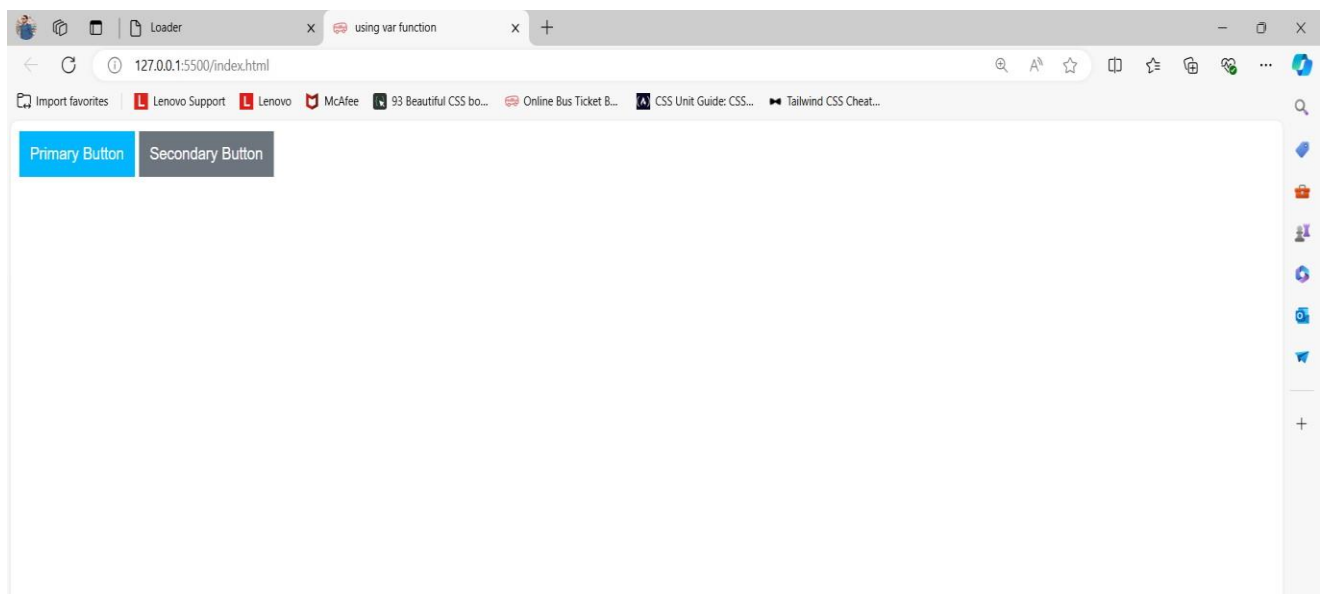 Loader
using var function
127.0.0.1:5500/index.html
Import favorites Lenovo Support Lenovo McAfee 93 Beautiful CSS bo... Online Bus Ticket B... CSS Unit Guide: CSS... Tailwind CSS Cheat...
Primary Button Secondary Button